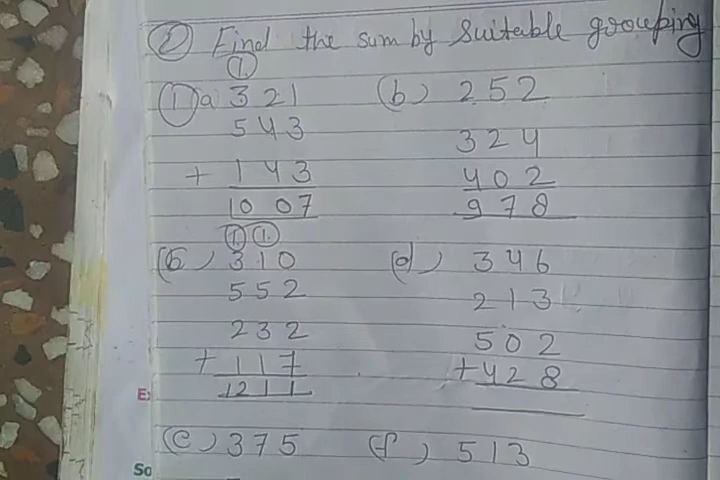 ② Find the sum by suitable grouping
①
① a 321 (b) 252
543 324
+ 143 402
1007 978
① ①
(c) 310 (d) 346
552 213
232 502
+ 117 + 428
1211
(e) 375 (f) 513